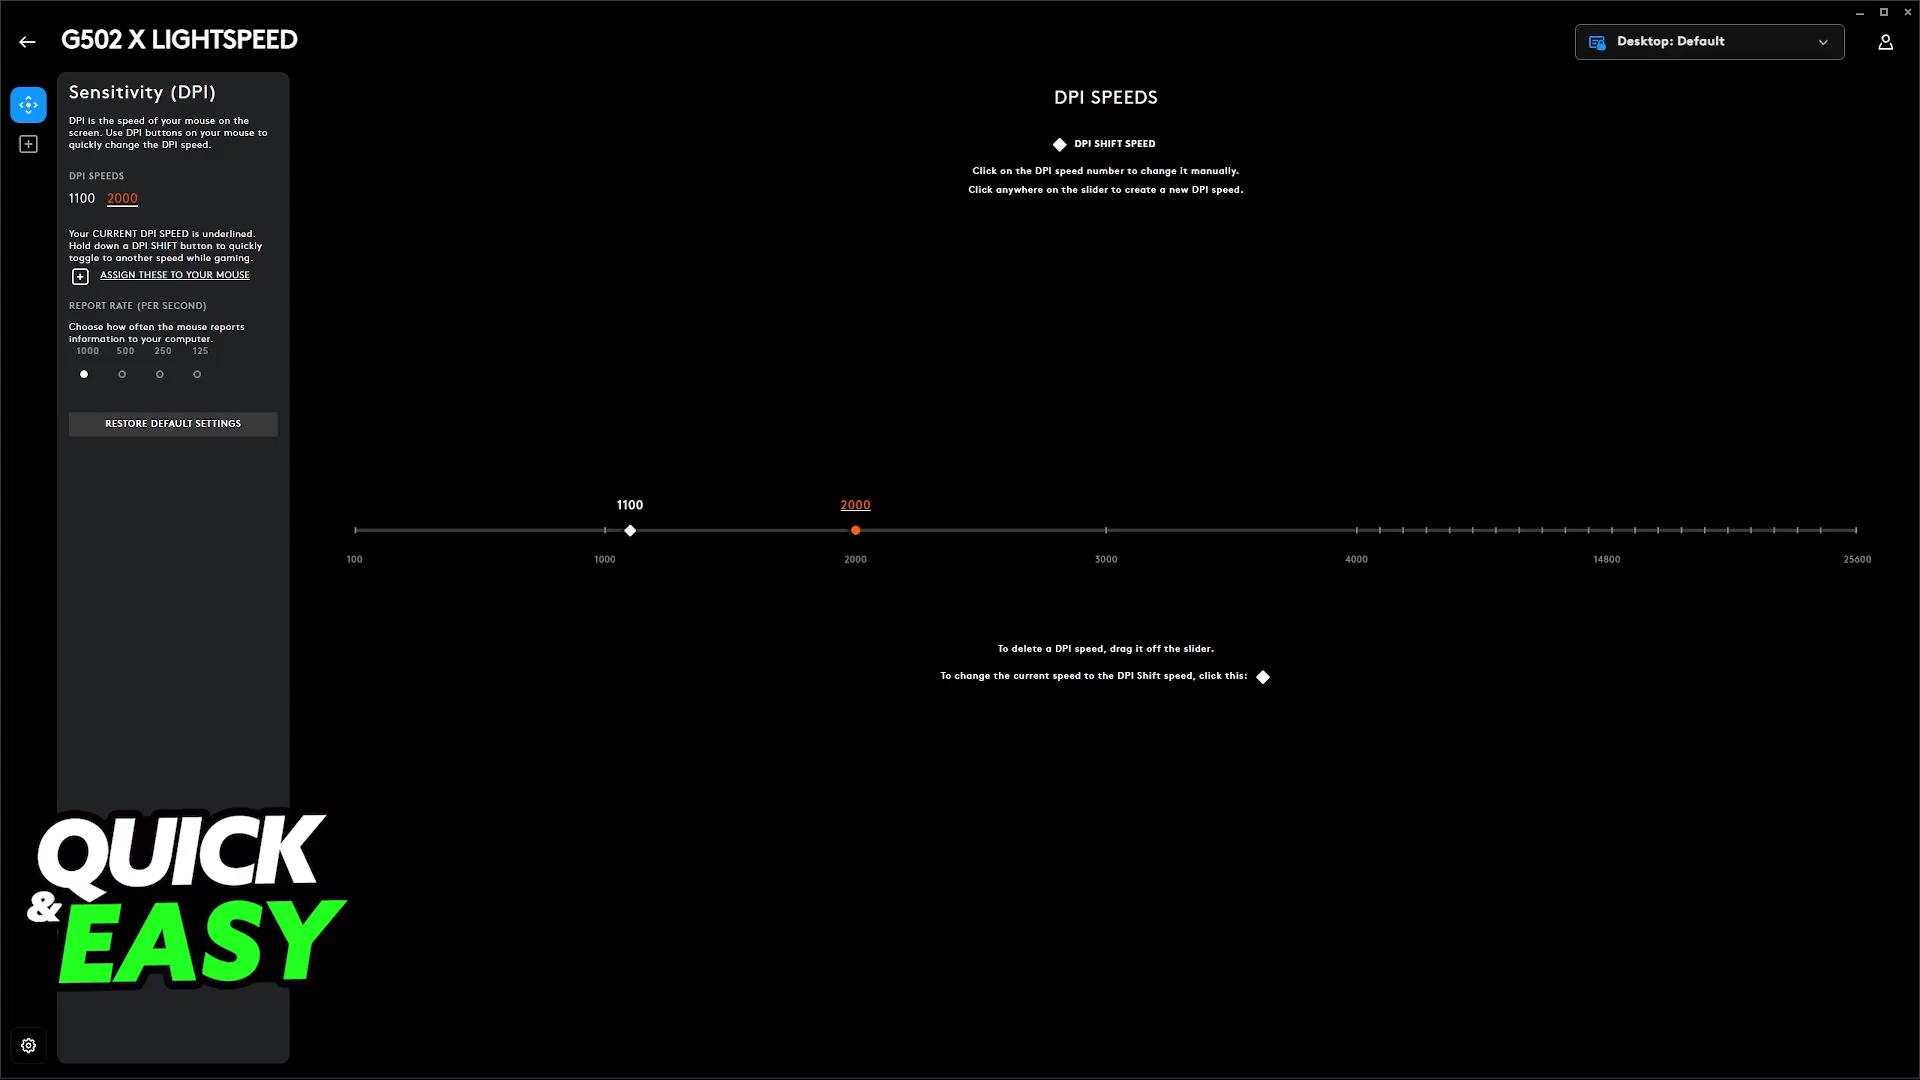 G502 X LIGHTSPEED
Desktop: Default
Sensitivity (DPI)
DPI is the speed of your mouse on the
screen. Use DPI buttons on your mouse to
quickly change the DPI speed.
DPI SPEEDS
1100 2000
Your CURRENT DPI SPEED is underlined.
Hold down a DPI SHIFT button to quickly
toggle to another speed while gaming.
ASSIGN THESE TO YOUR MOUSE
REPORT RATE (PER SECOND)
Choose how often the mouse reports
information to your computer.
1000 500 250 125
RESTORE DEFAULT SETTINGS
DPI SPEEDS
DPI SHIFT SPEED
Click on the DPI speed number to change it manually.
Click anywhere on the slider to create a new DPI speed.
1100 2000
100 1000 2000 3000 4000 14800 25600
To delete a DPI speed, drag it off the slider.
To change the current speed to the DPI Shift speed, click this:
QUICK
& EASY